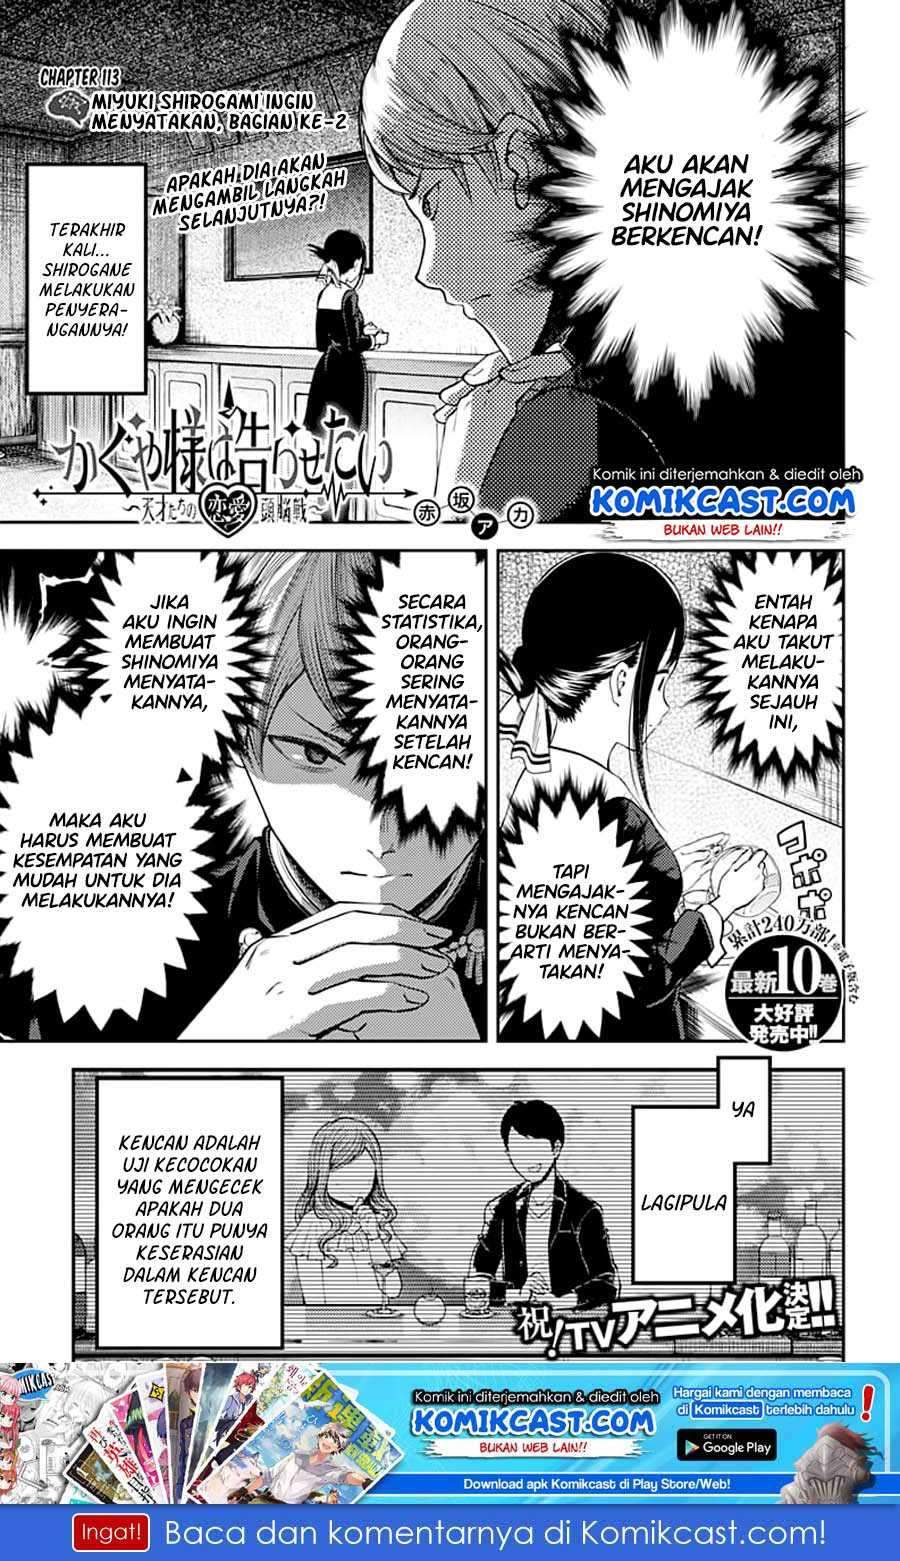 CHAPTER 113
MIYUKI SHIROGAMI INGIN
MENYATAKAN, BAGIAN KE-2
APAKAH DIA AKAN
MENGAMBIL LANGKAH
SELANJUTNYA?!
AKU AKAN
MENGAJAK
SHINOMIYA
BERKENCAN!
TERAKHIR
KALI...
SHIROGANE
MELAKUKAN
PENYERA-
NGANNYA!
かぐや様は告らせたい
~天才たちの恋愛頭脳戦~
赤坂アカ
Komik ini diterjemahkan & diedit oleh
KOMIKCAST.COM
BUKAN WEB LAIN!!
ENTAH
KENAPA
AKU TAKUT
MELAKU-
KANNYA
SEJAUH
INI,
TAPI
MENGAJAK-
NYA KENCAN
BUKAN BER-
ARTI MENYA-
TAKAN!
コポポポ
累計240万部!
※電子版含む
最新10巻
大好評
発売中!!
SECARA
STATISTIKA,
ORANG-
ORANG
SERING
MENYATA-
KANNYA
SETELAH
KENCAN!
JIKA
AKU INGIN
MEMBUAT
SHINOMIYA
MENYATA-
KANNYA,
MAKA AKU
HARUS MEMBUAT
KESEMPATAN YANG
MUDAH UNTUK DIA
MELAKUKANNYA!
YA
LAGIPULA
KENCAN ADALAH
UJI KECOCOKAN
YANG MENGECEK
APAKAH DUA
ORANG ITU PUNYA
KESERASIAN
DALAM KENCAN
TERSEBUT.
祝!TVアニメ化決定!!
Komik ini diterjemahkan & diedit oleh
KOMIKCAST.COM
BUKAN WEB LAIN!!
Hargai kami dengan membaca
di Komikcast terlebih dahulu !
GET IT ON
Google Play
Download apk Komikcast di Play Store/Web!
Ingat! Baca dan komentarnya di Komikcast.com!